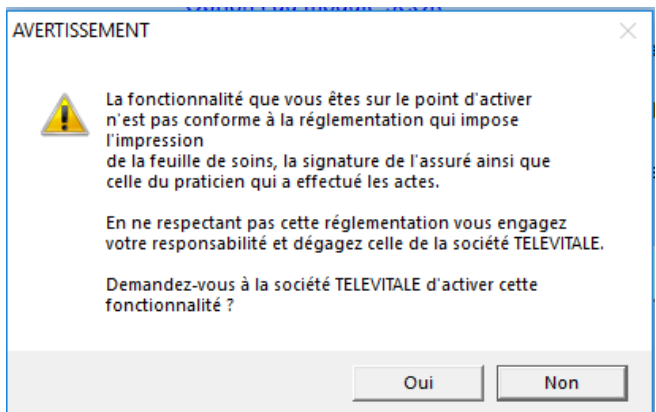 AVERTISSEMENT
La fonctionnalité que vous êtes sur le point d'activer
n'est pas conforme à la réglementation qui impose
l'impression
de la feuille de soins, la signature de l'assuré ainsi que
celle du praticien qui a effectué les actes.
En ne respectant pas cette réglementation vous engagez
votre responsabilité et dégagez celle de la société TELEVITALE.
Demandez-vous à la société TELEVITALE d'activer cette
fonctionnalité ?
Oui
Non